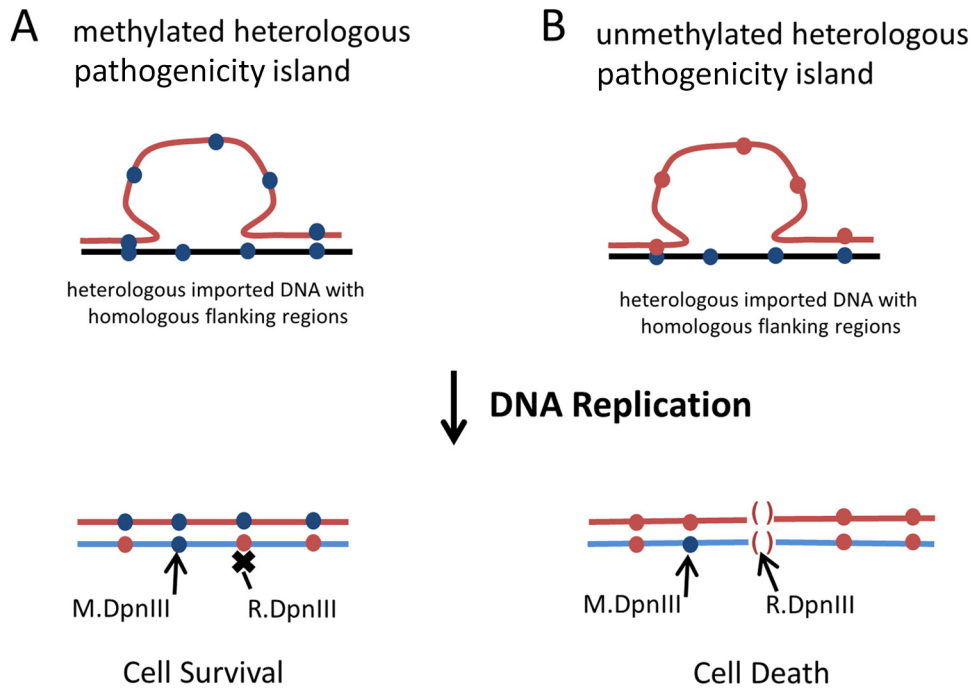 A
methylated heterologous
pathogenicity island
heterologous imported DNA with
homologous flanking regions
B
unmethylated heterologous
pathogenicity island
heterologous imported DNA with
homologous flanking regions
DNA Replication
M.DpnIII
R.DpnIII
Cell Survival
( )
( )
M.DpnIII
R.DpnIII
Cell Death